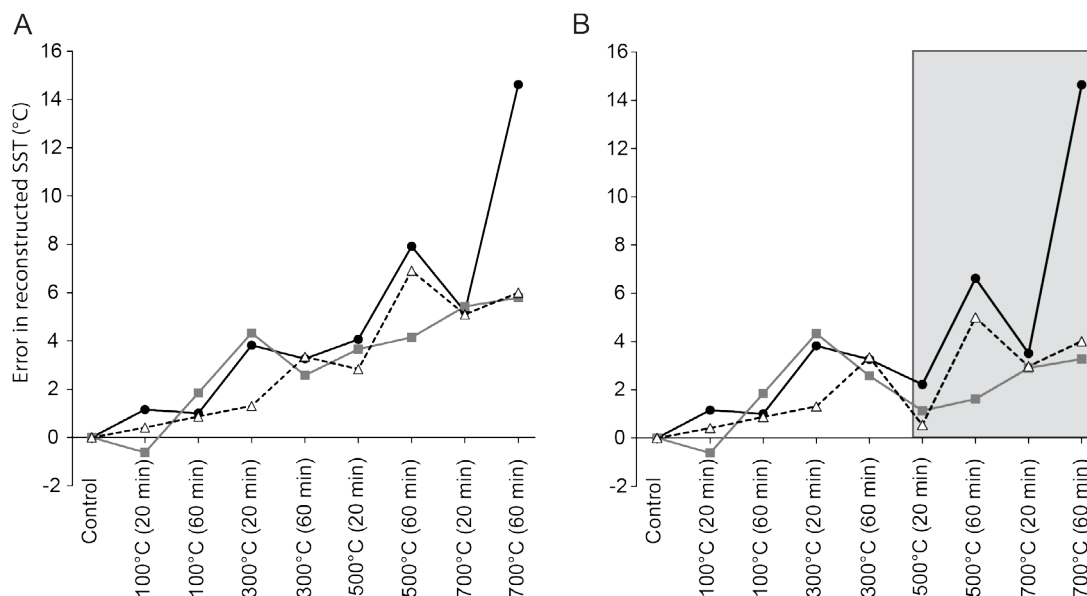 A
Error in reconstructed SST (°C)
16
14
12
10
8
6
4
2
0
-2
Control
100°C (20 min)
100°C (60 min)
300°C (20 min)
300°C (60 min)
500°C (20 min)
500°C (60 min)
700°C (20 min)
700°C (60 min)
B
16
14
12
10
8
6
4
2
0
-2
Control
100°C (20 min)
100°C (60 min)
300°C (20 min)
300°C (60 min)
500°C (20 min)
500°C (60 min)
700°C (20 min)
700°C (60 min)